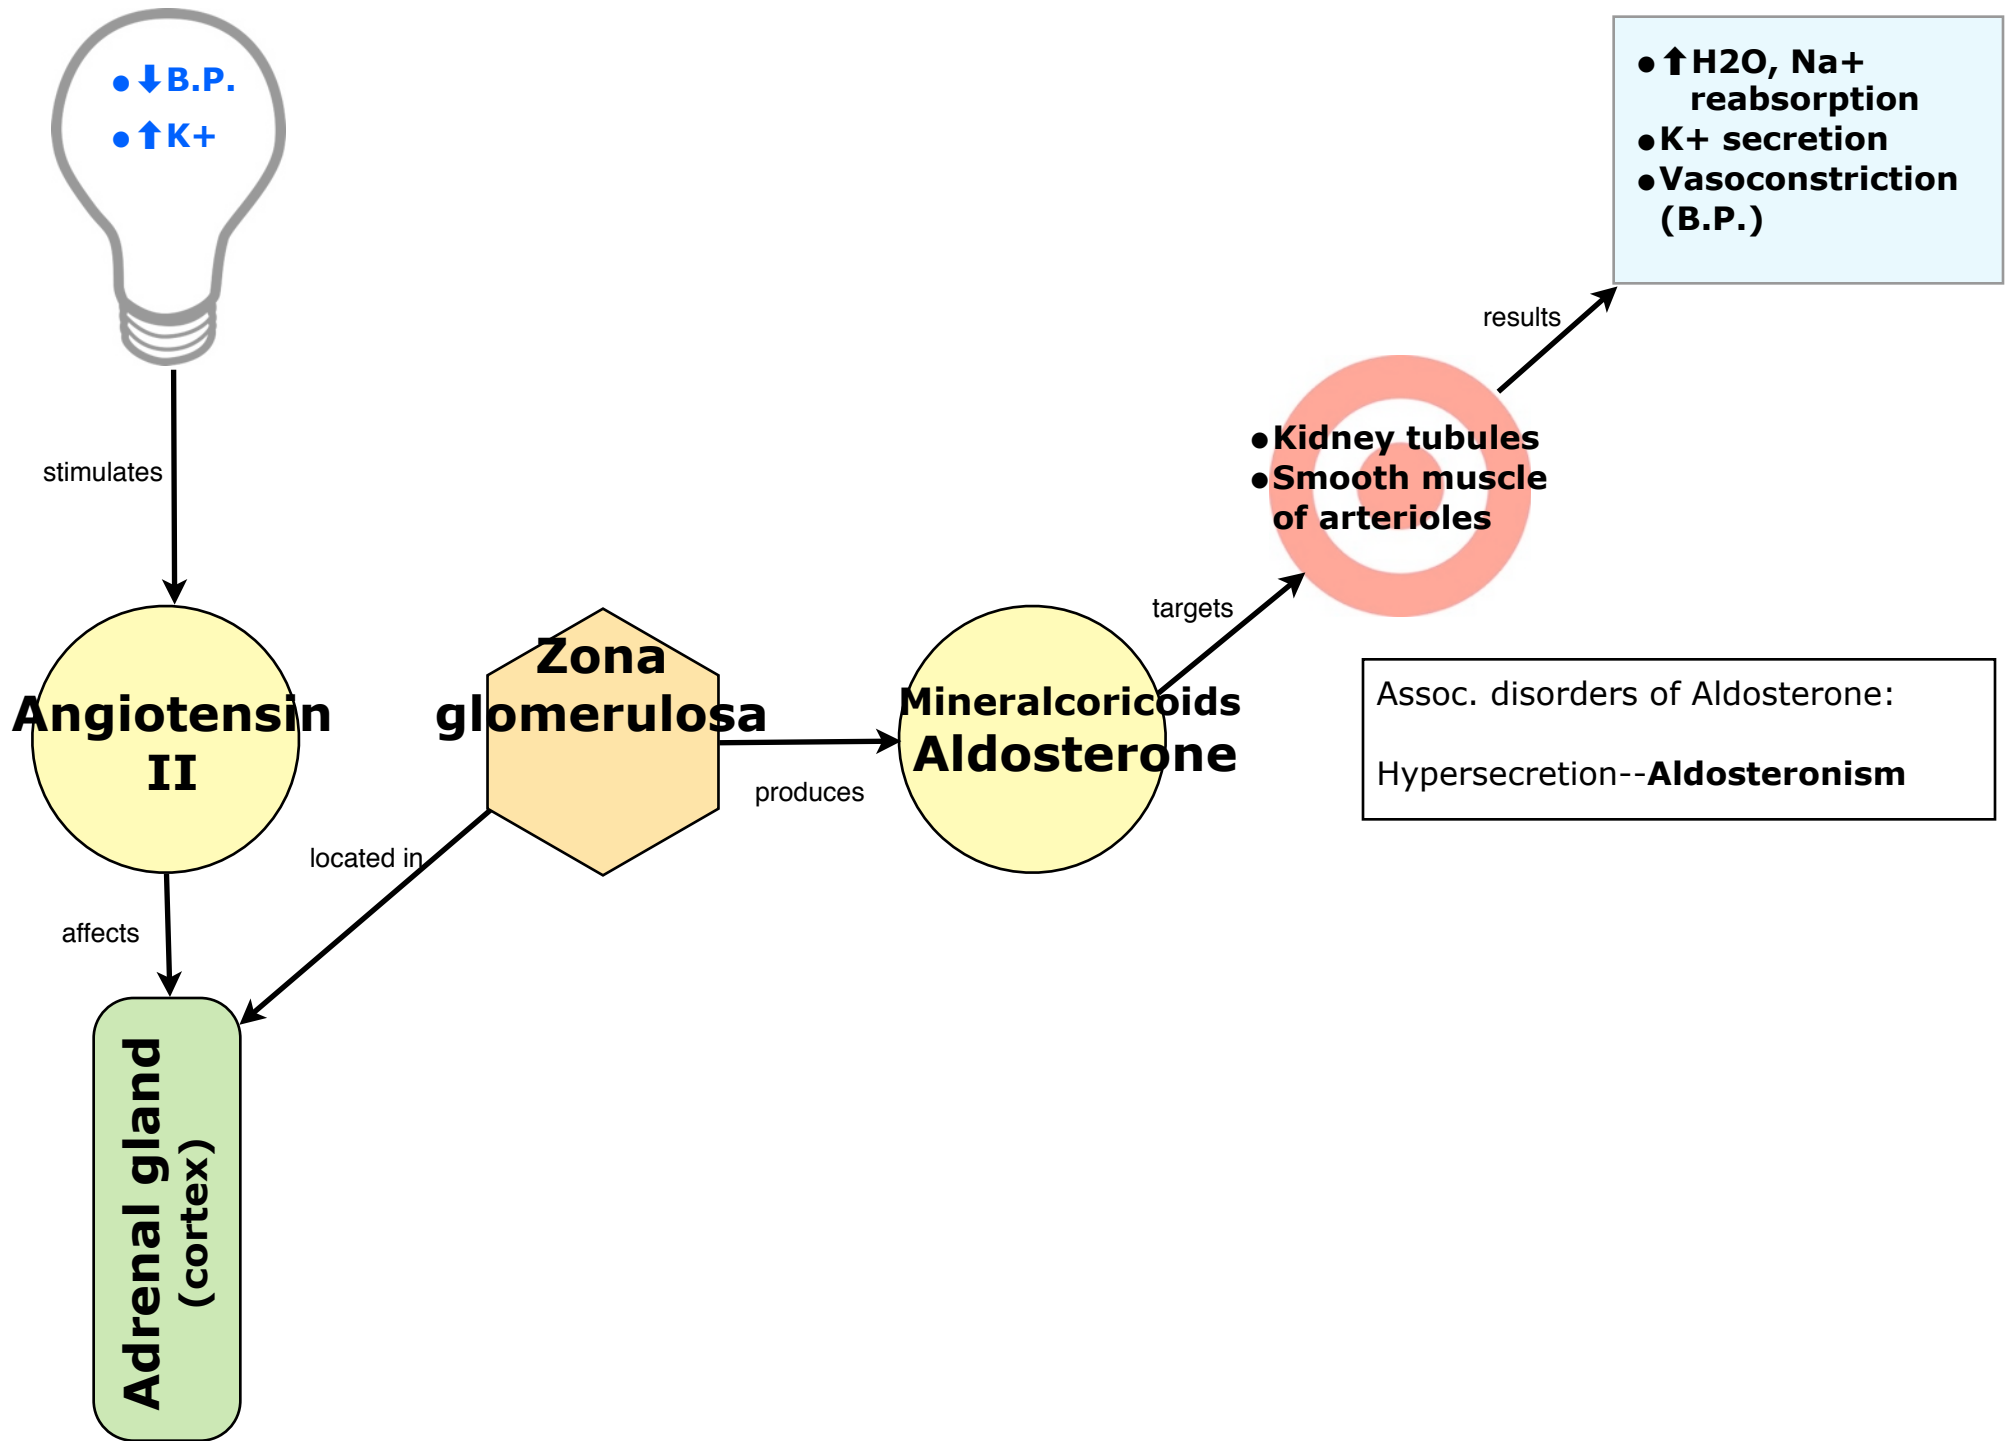 •⬇B.P.
•⬆K+
stimulates
Angiotensin
II
affects
Adrenal gland
(cortex)
located in
Zona
glomerulosa
produces
Mineralcoricoids
Aldosterone
targets
•Kidney tubules
•Smooth muscle
of arterioles
results
•⬆H2O, Na+
reabsorption
•K+ secretion
•Vasoconstriction
(B.P.)
Assoc. disorders of Aldosterone:
Hypersecretion--Aldosteronism